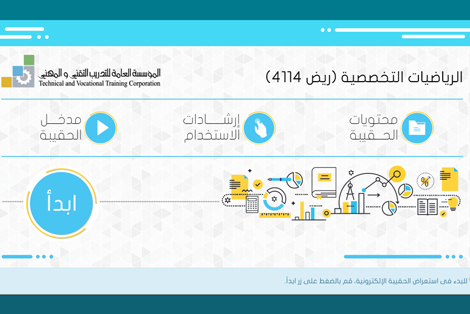 المؤسسة العامة للتدريب التقني و المهني
Technical and Vocational Training Corporation
الرياضيات التخصصية (ريض 4114)
محتويات
الحقيبة
إرشادات
الاستخدام
مدخل
الحقيبة
ابدأ
للبدء في استعراض الحقيبة الإلكترونية، قم بالضغط على زر ابدأ.